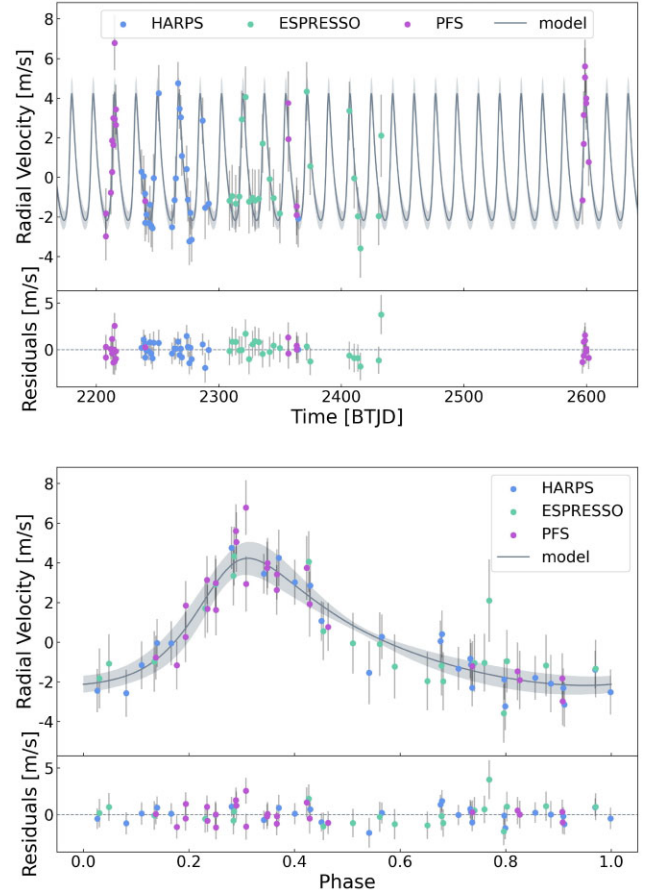 HARPS ESPRESSO PFS model
8
6
4
2
0
-2
-4
Radial Velocity [m/s]
5
0
Residuals [m/s]
2200 2300 2400 2500 2600
Time [BTJD]
HARPS
ESPRESSO
PFS
model
8
6
4
2
0
-2
-4
Radial Velocity [m/s]
5
0
Residuals [m/s]
0.0 0.2 0.4 0.6 0.8 1.0
Phase